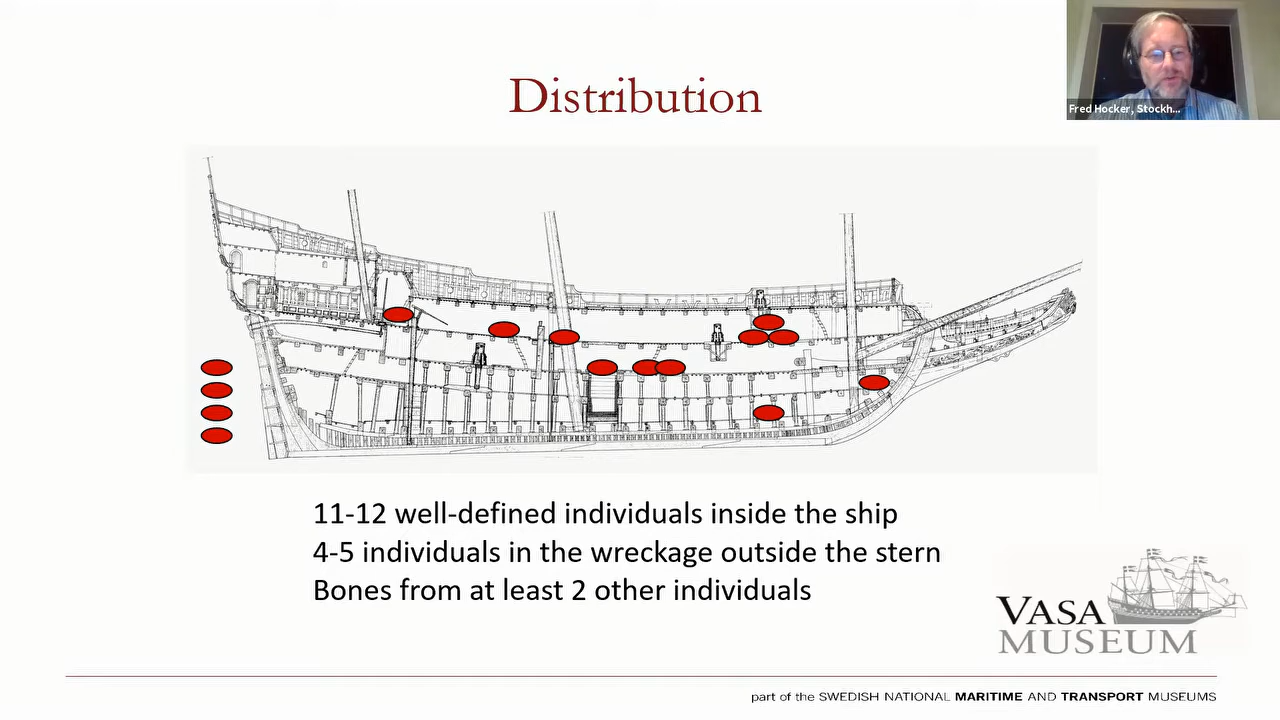 Distribution
Fred Hocker, Stockh...
11-12 well-defined individuals inside the ship
4-5 individuals in the wreckage outside the stern
Bones from at least 2 other individuals
VASA
MUSEUM
part of the SWEDISH NATIONAL MARITIME AND TRANSPORT MUSEUMS